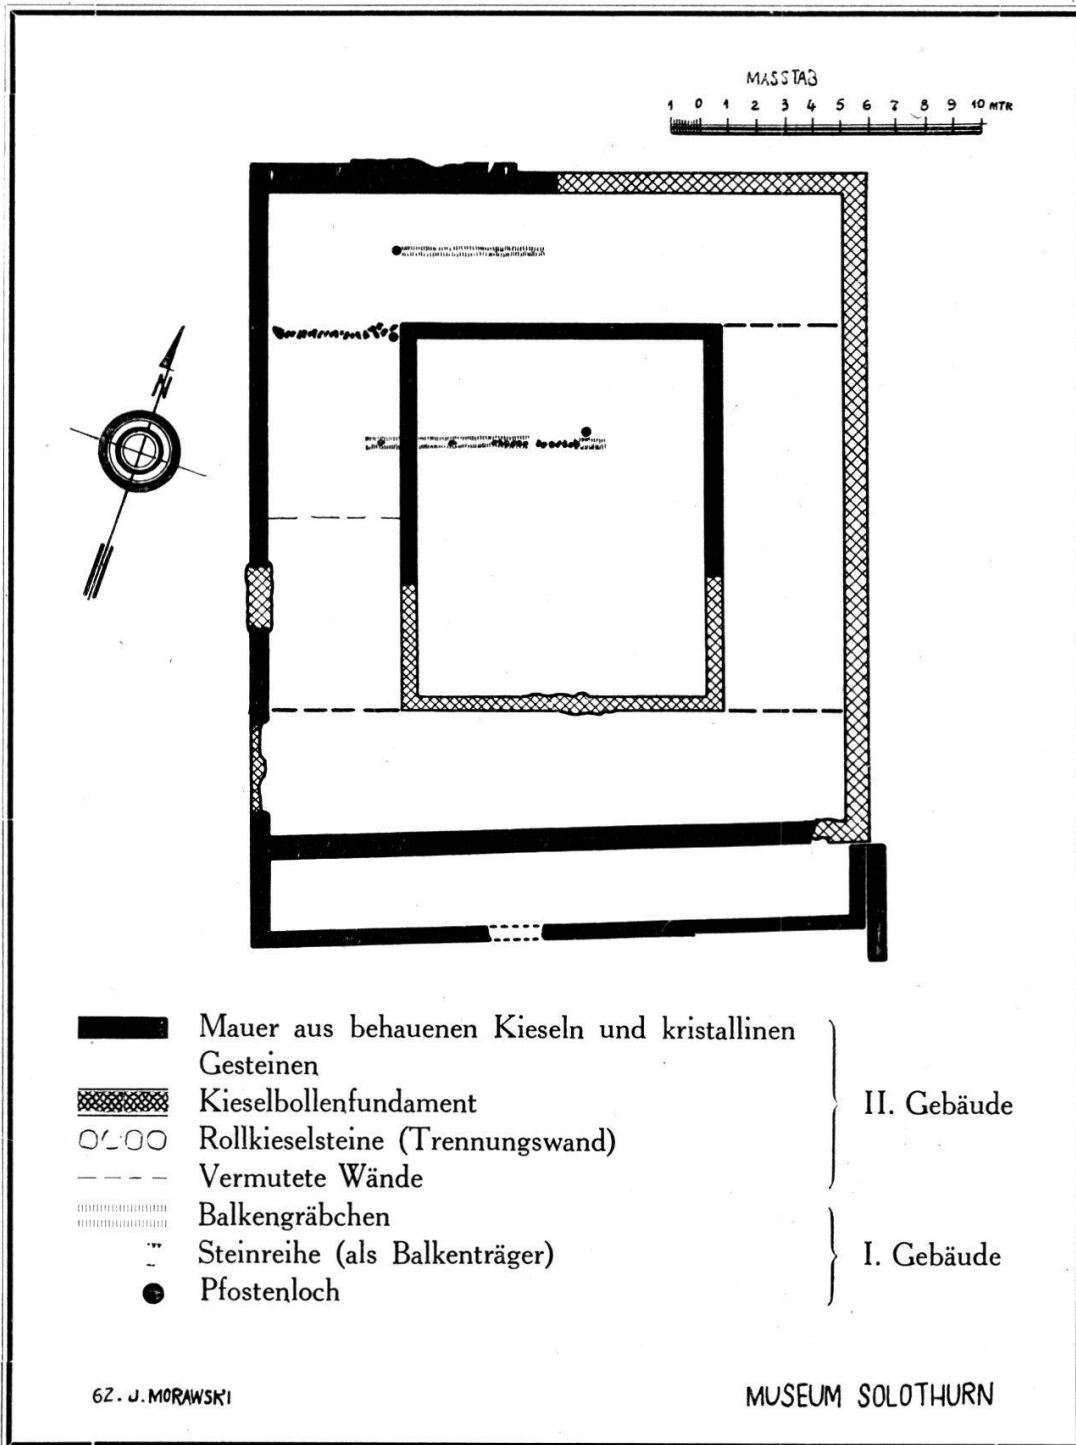 MASSTAB
1 0 1 2 3 4 5 6 7 8 9 10 MTR
N
Mauer aus behauenen Kieseln und kristallinen
Gesteinen
Kieselbollenfundament
II. Gebäude
Rollkieselsteine (Trennungswand)
Vermutete Wände
Balkengräbchen
Steinreihe (als Balkenträger)
I. Gebäude
Pfostenloch
62. J. MORAWSKI
MUSEUM SOLOTHURN